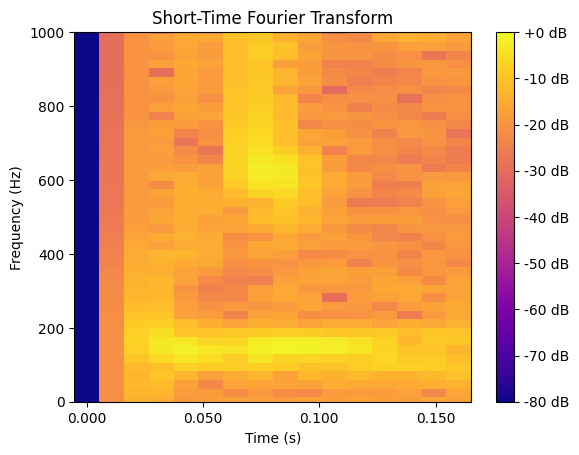 Short-Time Fourier Transform
1000
800
600
400
200
0
Frequency (Hz)
0.000
0.050
0.100
0.150
Time (s)
+0 dB
-10 dB
-20 dB
-30 dB
-40 dB
-50 dB
-60 dB
-70 dB
-80 dB